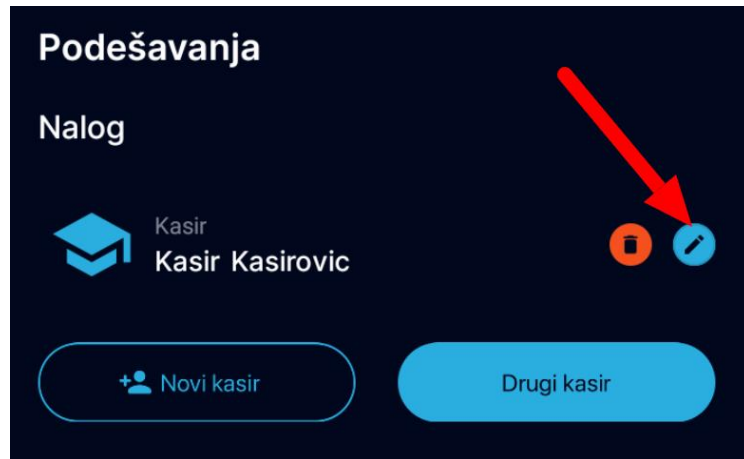 Podešavanja
Nalog
Kasir
Kasir Kasirovic
Novi kasir
Drugi kasir